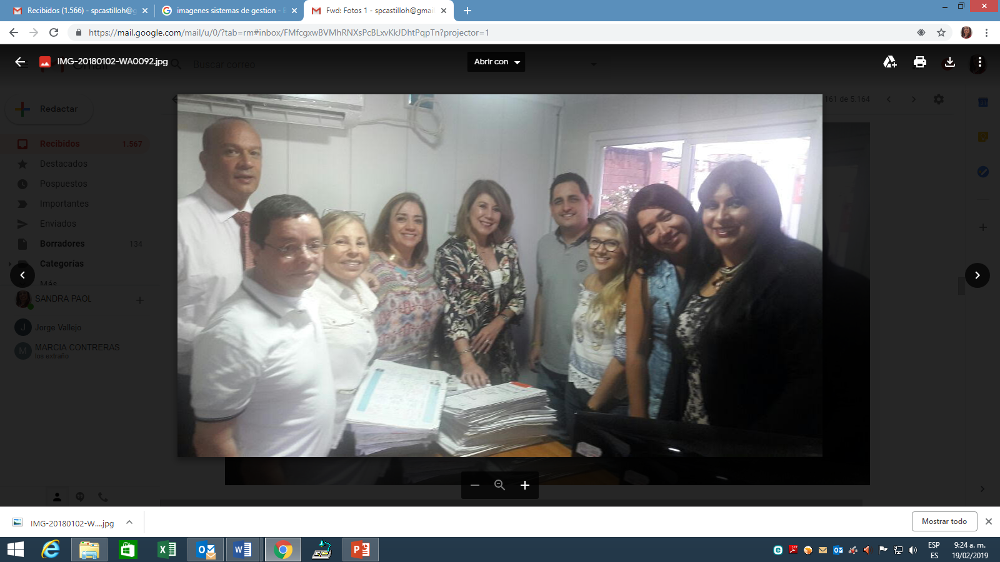 Recibidos (1.566) - spcastilloh@g
imagenes sistemas de gestion - B
Fwd: Fotos 1 - spcastilloh@gmail
https://mail.google.com/mail/u/0/?tab=rm#inbox/FMfcgxwBVMhRNXsPcBLxvKkJDhtPqpTn?projector=1
IMG-20180102-WA0092.jpg
Buscar correo
Abrir con
Redactar
161 de 5.164
Recibidos 1.567
Destacados
Pospuestos
Importantes
Enviados
Borradores 134
Categorías
Más
SANDRA PAOL
Jorge Vallejo
MARCIA CONTRERAS
los extraño
IMG-20180102-W....jpg
Mostrar todo
ESP
ES
9:24 a. m.
19/02/2019